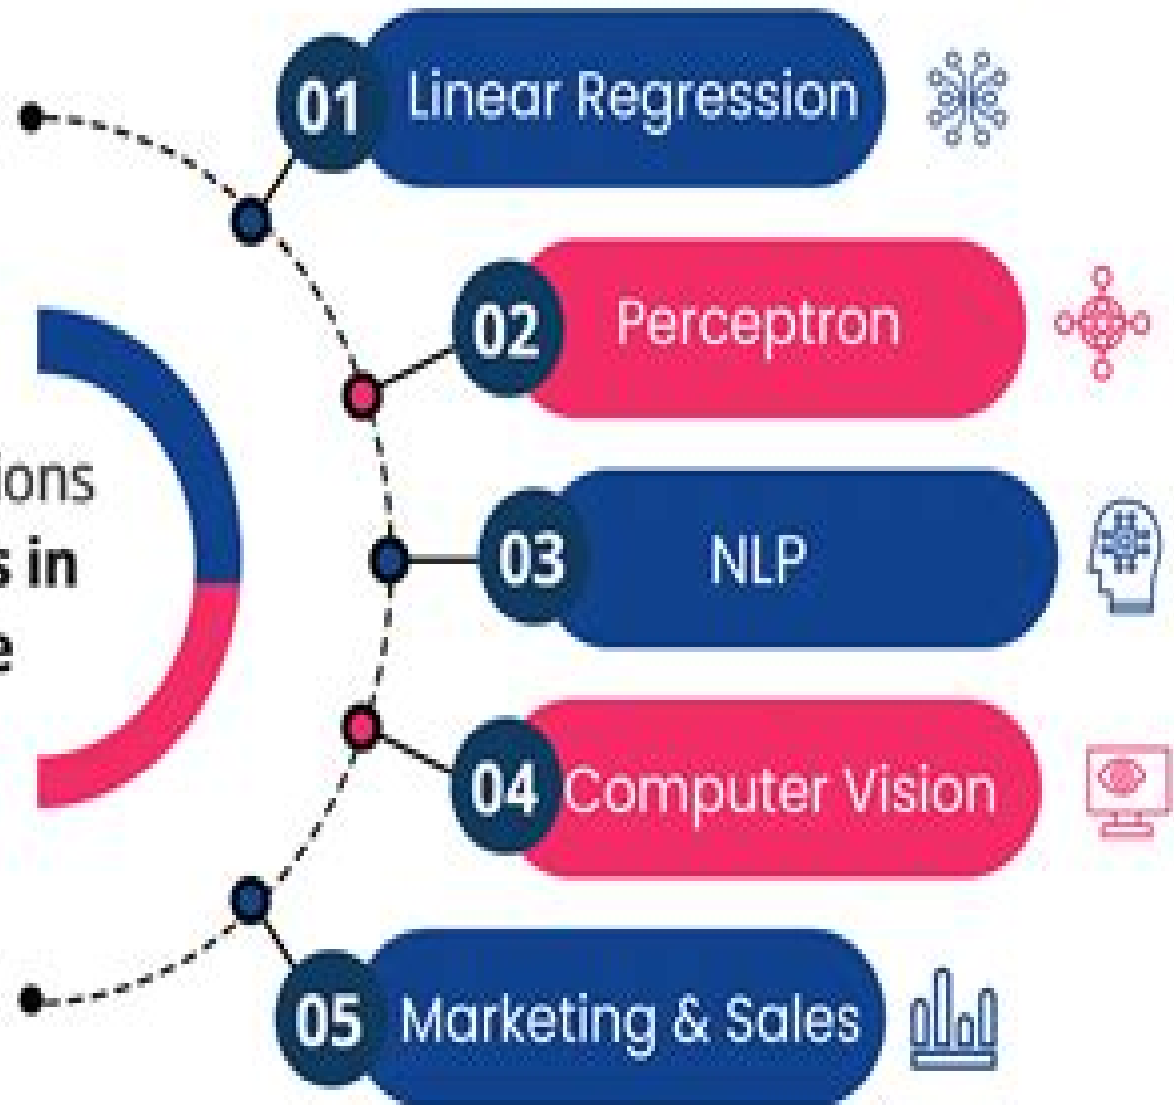 01 Linear Regression
02 Perceptron
ions
03 NLP
s in
e
04 Computer Vision
05 Marketing & Sales